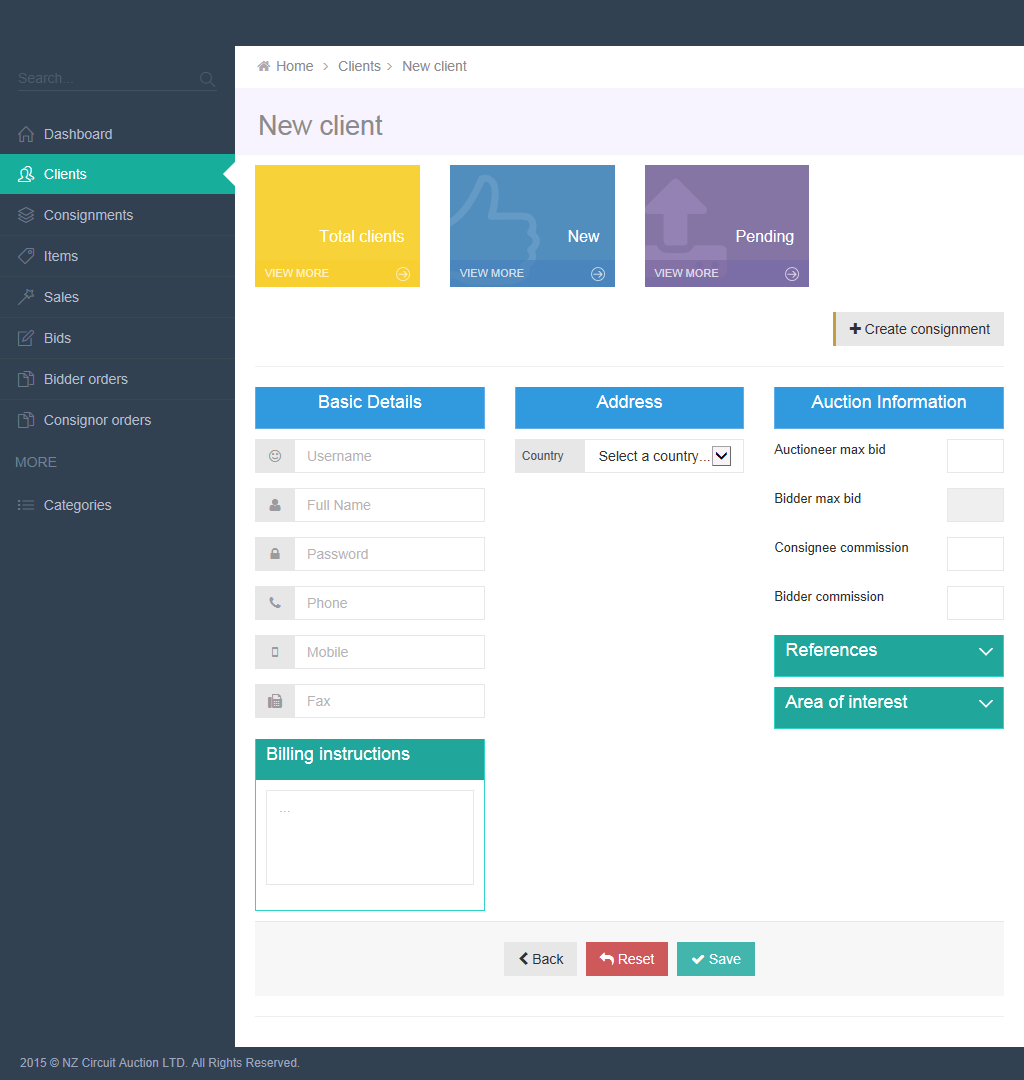 Search...
Dashboard
Clients
Consignments
Items
Sales
Bids
Bidder orders
Consignor orders
MORE
Categories
Home > Clients > New client
New client
Total clients
VIEW MORE
New
VIEW MORE
Pending
VIEW MORE
Create consignment
Basic Details
Username
Full Name
Password
Phone
Mobile
Fax
Billing instructions
...
Address
Country Select a country...
Auction Information
Auctioneer max bid
Bidder max bid
Consignee commission
Bidder commission
References
Area of interest
Back Reset Save
2015 © NZ Circuit Auction LTD. All Rights Reserved.